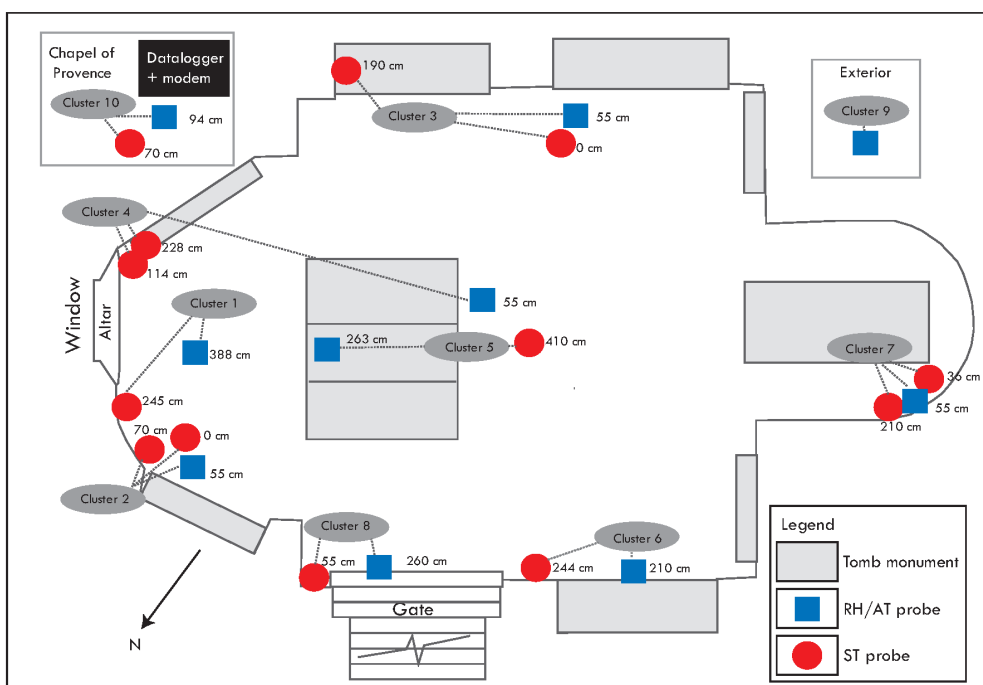 Chapel of
Provence
Datalogger
+ modem
Cluster 10
94 cm
70 cm
190 cm
Cluster 3
55 cm
0 cm
Exterior
Cluster 9
Cluster 4
228 cm
114 cm
Window
Altar
Cluster 1
388 cm
245 cm
55 cm
263 cm
Cluster 5
410 cm
Cluster 7
36 cm
55 cm
210 cm
70 cm
0 cm
55 cm
Cluster 2
Cluster 8
55 cm
260 cm
Gate
Cluster 6
244 cm
210 cm
N
Legend
Tomb monument
RH/AT probe
ST probe